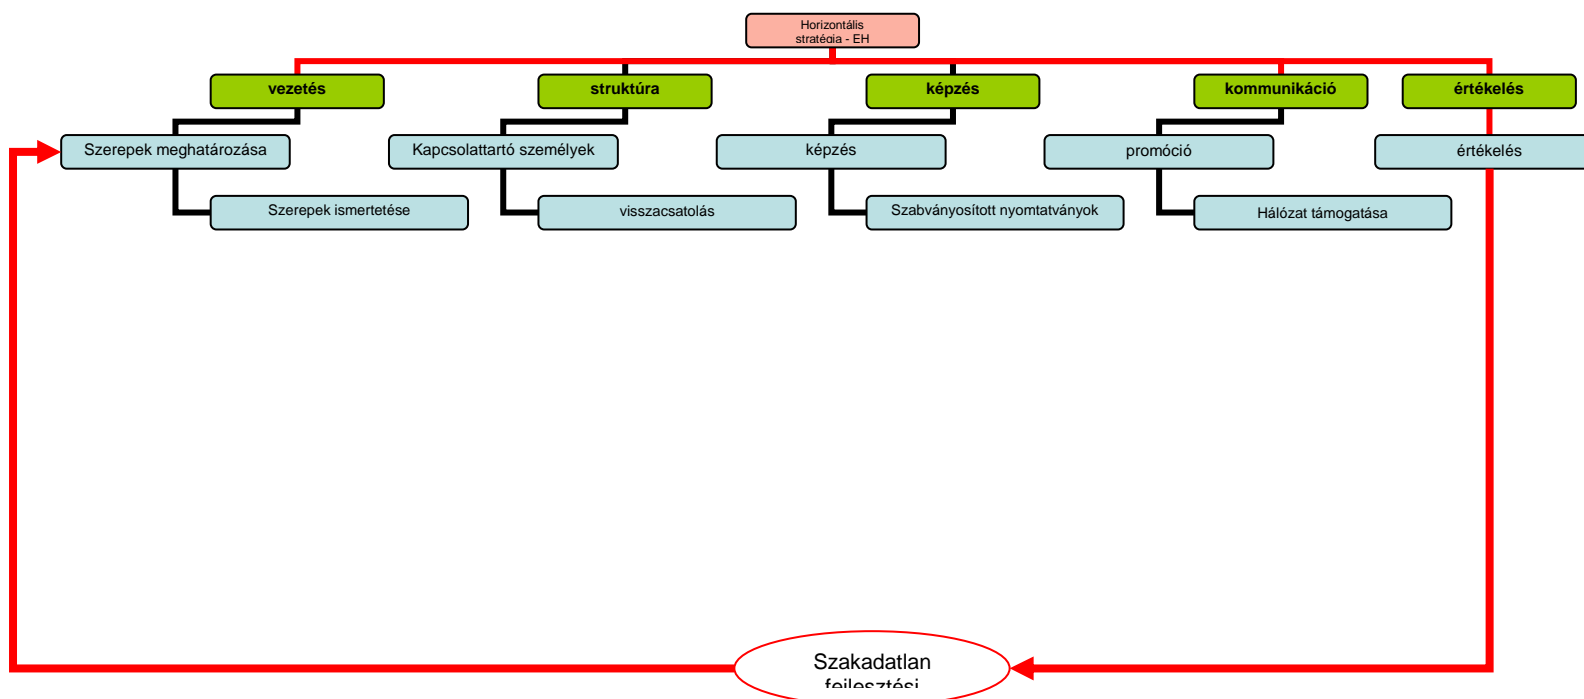 Horizontális
stratégia - EH
vezetés
struktúra
képzés
kommunikáció
értékelés
Szerepek meghatározása
Kapcsolattartó személyek
képzés
promóció
értékelés
Szerepek ismertetése
visszacsatolás
Szabványosított nyomtatványok
Hálózat támogatása
Szakadatlan
fejlesztési